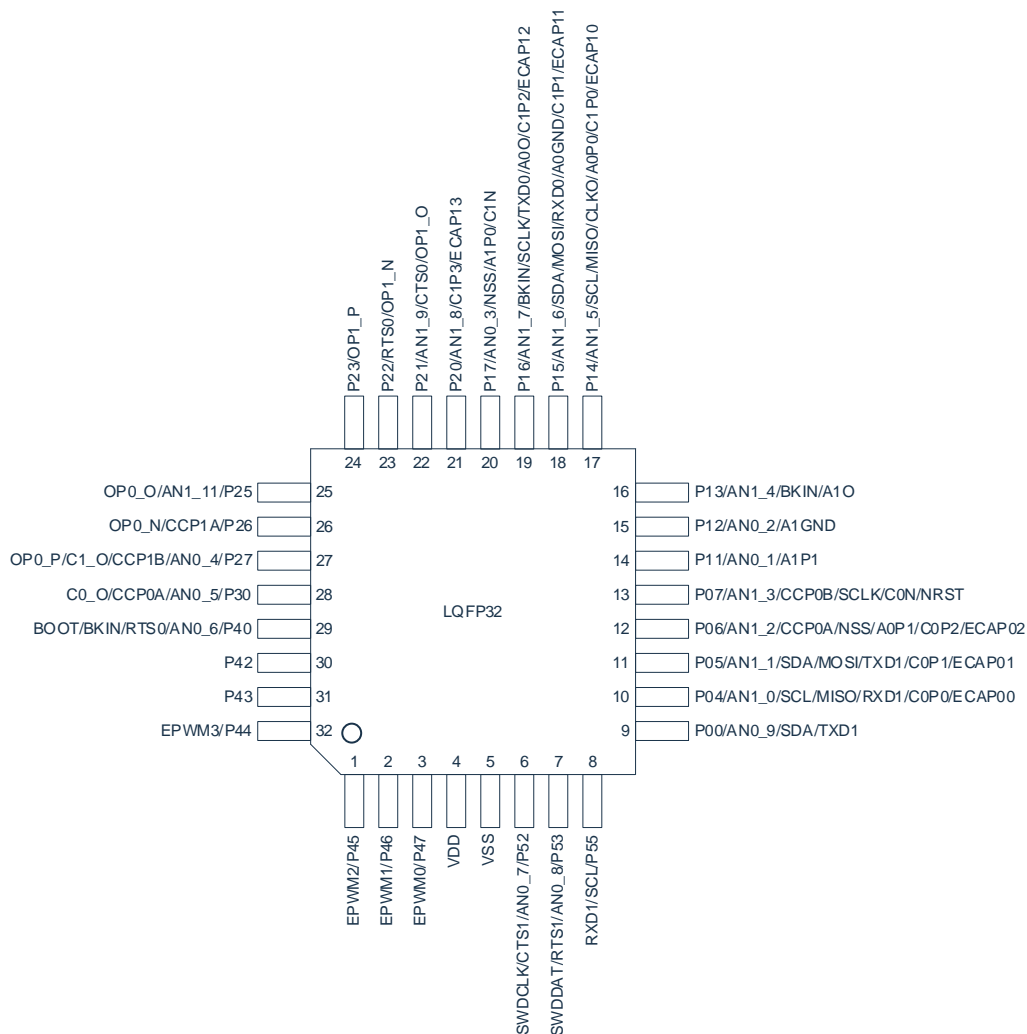 P23/OP1_P
P22/RTS0/OP1_N
P21/AN1_9/CTS0/OP1_O
P20/AN1_8/C1P3/ECAP13
P17/AN0_3/NSS/A1P0/C1N
P16/AN1_7/BKIN/SCLK/TXD0/A0O/C1P2/ECAP12
P15/AN1_6/SDA/MOSI/RXD0/A0GND/C1P1/ECAP11
P14/AN1_5/SCL/MISO/CLKO/A0P0/C1P0/ECAP10
24 23 22 21 20 19 18 17
OP0_O/AN1_11/P25 25
OP0_N/CCP1A/P26 26
OP0_P/C1_O/CCP1B/AN0_4/P27 27
C0_O/CCP0A/AN0_5/P30 28
BOOT/BKIN/RTS0/AN0_6/P40 29
P42 30
P43 31
EPWM3/P44 32
LQFP32
16 P13/AN1_4/BKIN/A1O
15 P12/AN0_2/A1GND
14 P11/AN0_1/A1P1
13 P07/AN1_3/CCP0B/SCLK/C0N/NRST
12 P06/AN1_2/CCP0A/NSS/A0P1/C0P2/ECAP02
11 P05/AN1_1/SDA/MOSI/TXD1/C0P1/ECAP01
10 P04/AN1_0/SCL/MISO/RXD1/C0P0/ECAP00
9 P00/AN0_9/SDA/TXD1
1 2 3 4 5 6 7 8
EPWM2/P45
EPWM1/P46
EPWM0/P47
VDD
VSS
SWDCLK/CTS1/AN0_7/P52
SWDDAT/RTS1/AN0_8/P53
RXD1/SCL/P55